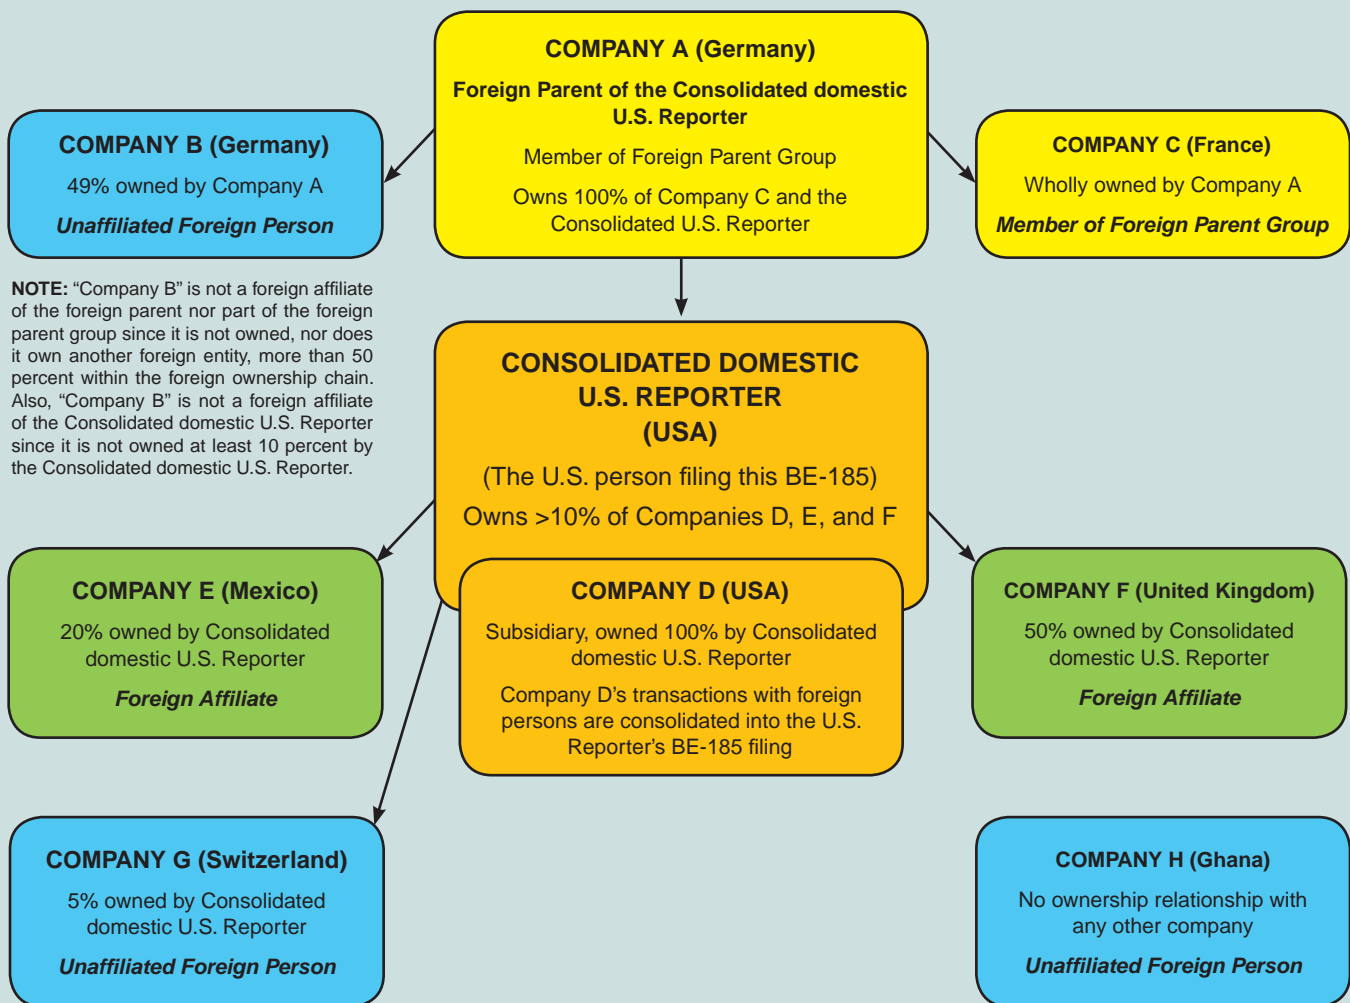 COMPANY A (Germany)
Foreign Parent of the Consolidated domestic
U.S. Reporter
Member of Foreign Parent Group
Owns 100% of Company C and the
Consolidated U.S. Reporter
COMPANY B (Germany)
49% owned by Company A
Unaffiliated Foreign Person
COMPANY C (France)
Wholly owned by Company A
Member of Foreign Parent Group
NOTE: “Company B” is not a foreign affiliate
of the foreign parent nor part of the foreign
parent group since it is not owned, nor does
it own another foreign entity, more than 50
percent within the foreign ownership chain.
Also, “Company B” is not a foreign affiliate
of the Consolidated domestic U.S. Reporter
since it is not owned at least 10 percent by
the Consolidated domestic U.S. Reporter.
CONSOLIDATED DOMESTIC
U.S. REPORTER
(USA)
(The U.S. person filing this BE-185)
Owns >10% of Companies D, E, and F
COMPANY E (Mexico)
20% owned by Consolidated
domestic U.S. Reporter
Foreign Affiliate
COMPANY D (USA)
Subsidiary, owned 100% by Consolidated
domestic U.S. Reporter
Company D’s transactions with foreign
persons are consolidated into the U.S.
Reporter’s BE-185 filing
COMPANY F (United Kingdom)
50% owned by Consolidated
domestic U.S. Reporter
Foreign Affiliate
COMPANY G (Switzerland)
5% owned by Consolidated
domestic U.S. Reporter
Unaffiliated Foreign Person
COMPANY H (Ghana)
No ownership relationship with
any other company
Unaffiliated Foreign Person